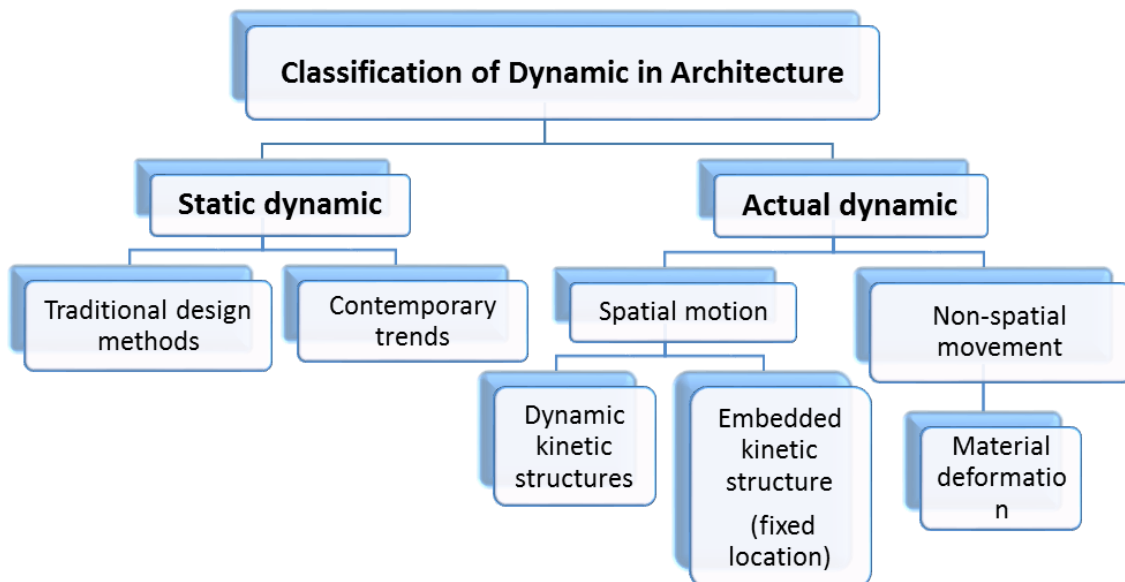 Classification of Dynamic in Architecture
Static dynamic
Actual dynamic
Traditional design
methods
Contemporary
trends
Spatial motion
Non-spatial
movement
Dynamic
kinetic
structures
Embedded
kinetic
structure
(fixed
location)
Material
deformatio
n